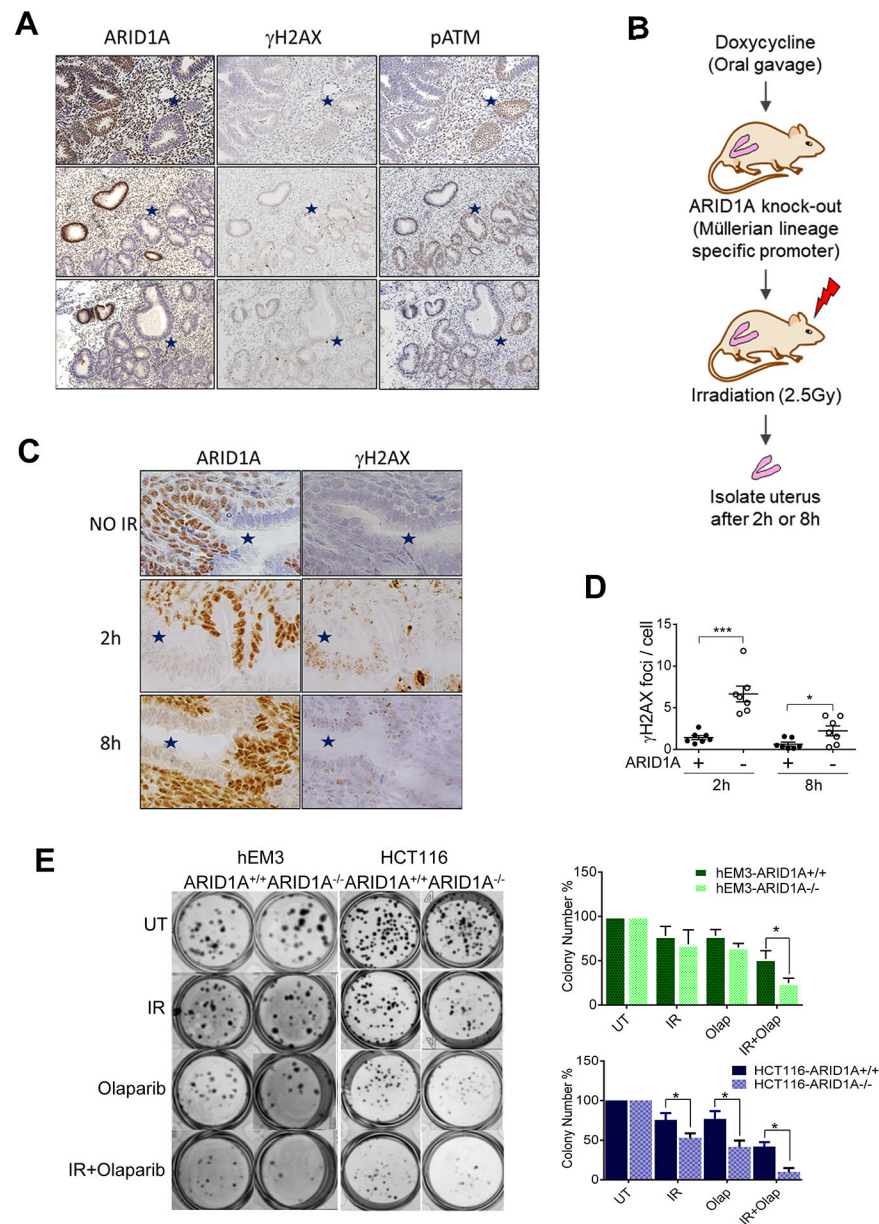 A
ARID1A γH2AX pATM
B
Doxycycline
(Oral gavage)
ARID1A knock-out
(Müllerian lineage
specific promoter)
Irradiation (2.5Gy)
Isolate uterus
after 2h or 8h
C
ARID1A γH2AX
NO IR
2h
8h
D
γH2AX foci / cell
15
10
5
0
***
*
ARID1A + - + -
2h 8h
E
hEM3 HCT116
ARID1A+/+ ARID1A-/- ARID1A+/+ ARID1A-/-
UT
IR
Olaparib
IR+Olaparib
Colony Number %
150
100
50
0
hEM3-ARID1A+/+
hEM3-ARID1A-/-
*
UT IR Olap IR+Olap
Colony Number %
150
100
50
0
HCT116-ARID1A+/+
HCT116-ARID1A-/-
* * *
UT IR Olap IR+Olap